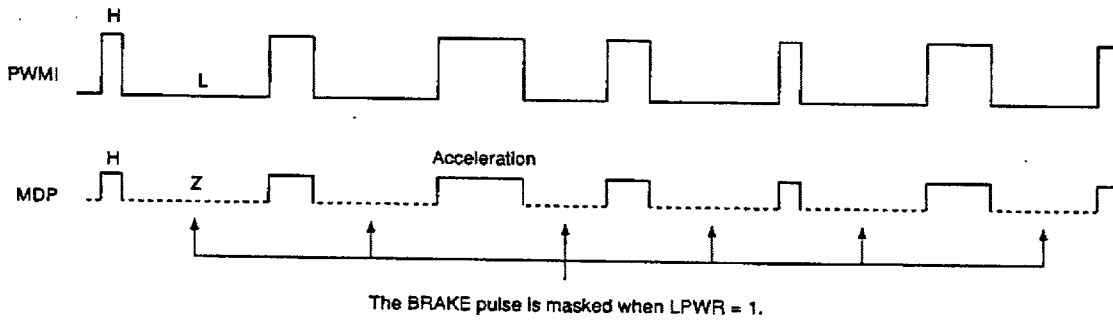 H
PWMI
L
H
Acceleration
Z
MDP
The BRAKE pulse is masked when LPWR = 1.